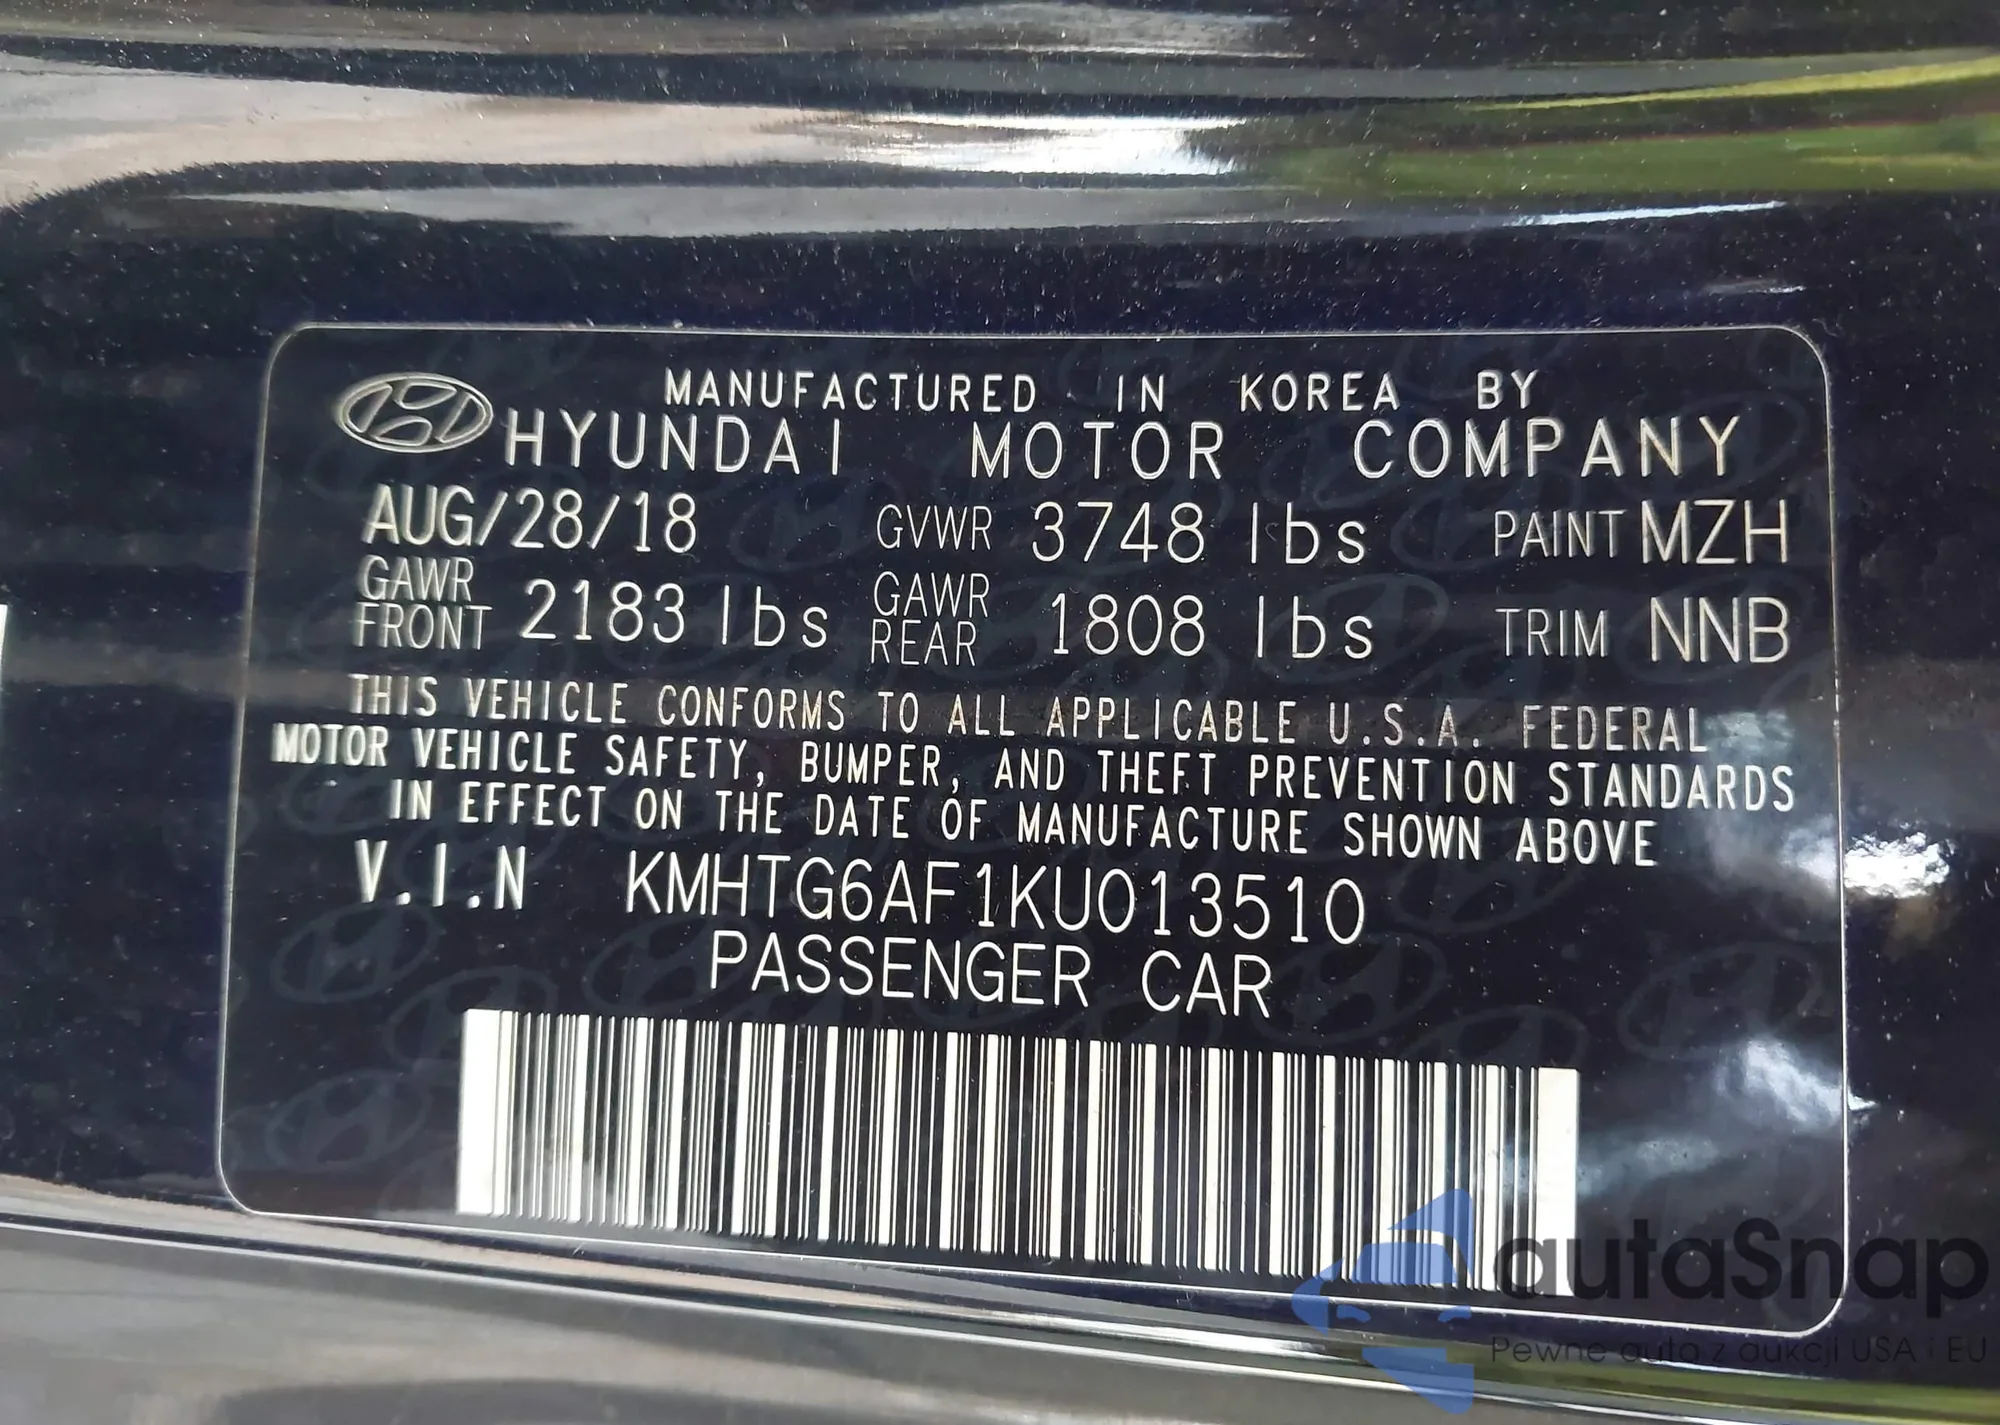 MANUFACTURED IN KOREA BY
HYUNDAI MOTOR COMPANY
AUG/28/18 GVWR 3748 lbs PAINT MZH
GAWR FRONT 2183 lbs GAWR REAR 1808 lbs TRIM NNB
THIS VEHICLE CONFORMS TO ALL APPLICABLE U.S.A. FEDERAL
MOTOR VEHICLE SAFETY, BUMPER, AND THEFT PREVENTION STANDARDS
IN EFFECT ON THE DATE OF MANUFACTURE SHOWN ABOVE
V.I.N KMHTG6AF1KU013510
PASSENGER CAR
autaSnap
Pewne auto z aukcji USA i EU